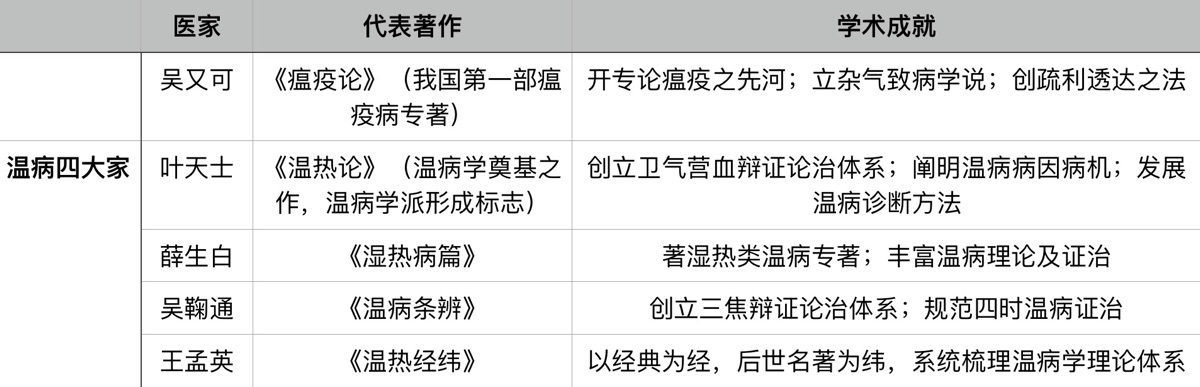 医家 代表著作 学术成就
吴又可 《瘟疫论》（我国第一部瘟 开专论瘟疫之先河；立杂气致病学说；创疏利透达之法
疫病专著）
温病四大家 叶天士 《温热论》（温病学奠基之 创立卫气营血辩证论治体系；阐明温病病因病机；发展
作，温病学派形成标志） 温病诊断方法
薛生白 《湿热病篇》 著湿热类温病专著；丰富温病理论及证治
吴鞠通 《温病条辨》 创立三焦辩证论治体系；规范四时温病证治
王孟英 《温热经纬》 以经典为经，后世名著为纬，系统梳理温病学理论体系